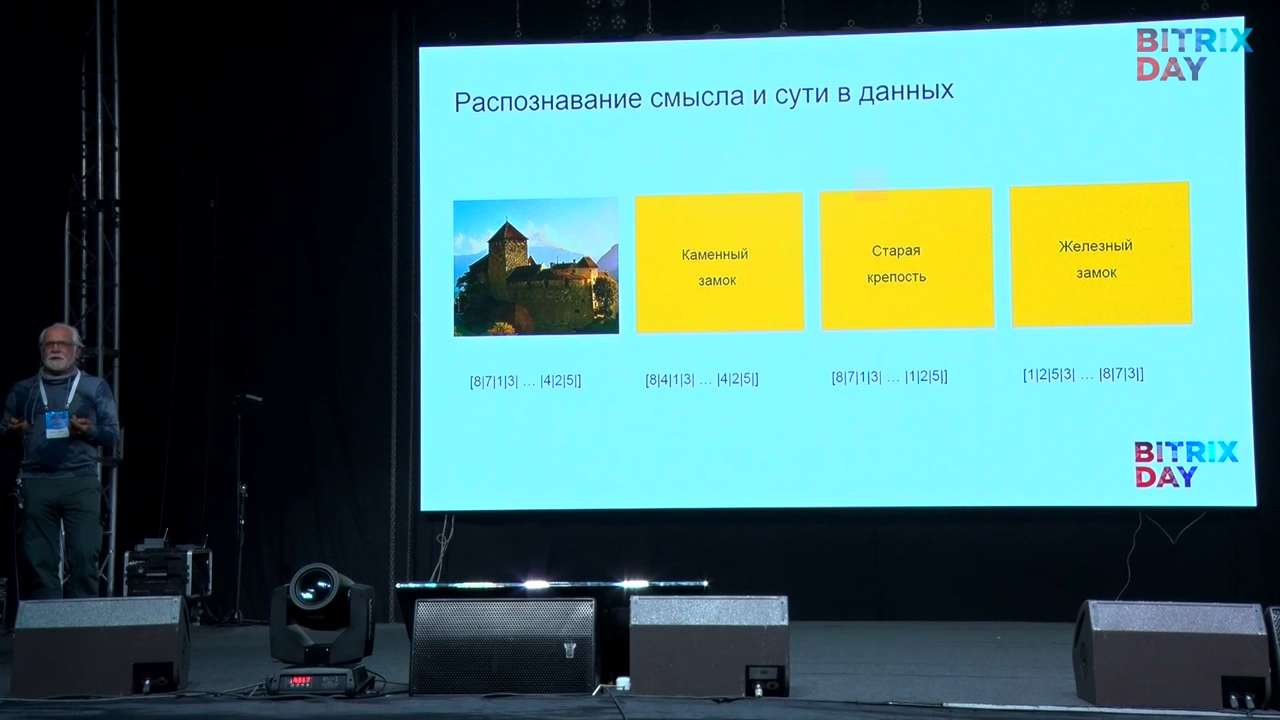 BITRIX
DAY
Распознавание смысла и сути в данных
Каменный
замок
Старая
крепость
Железный
замок
[8|7|1|3| … |4|2|5|]
[8|4|1|3| … |4|2|5|]
[8|7|1|3| … |1|2|5|]
[1|2|5|3| … |8|7|3|]
BITRIX
DAY